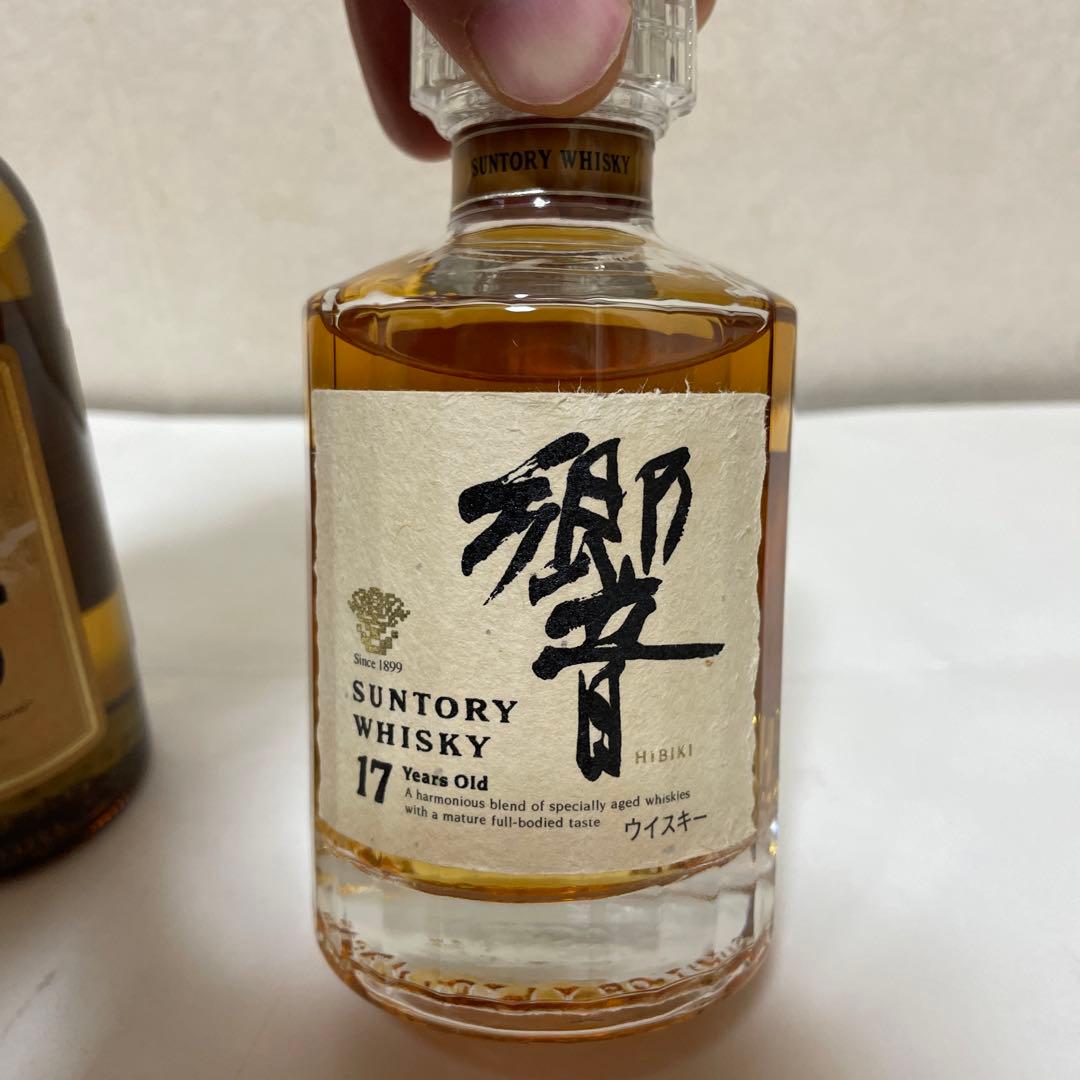 SUNTORY WHISKY
響
Since 1899
SUNTORY
WHISKY
HiBIKI
17 Years Old
A harmonious blend of specially aged whiskies
with a mature full-bodied taste
ウイスキー